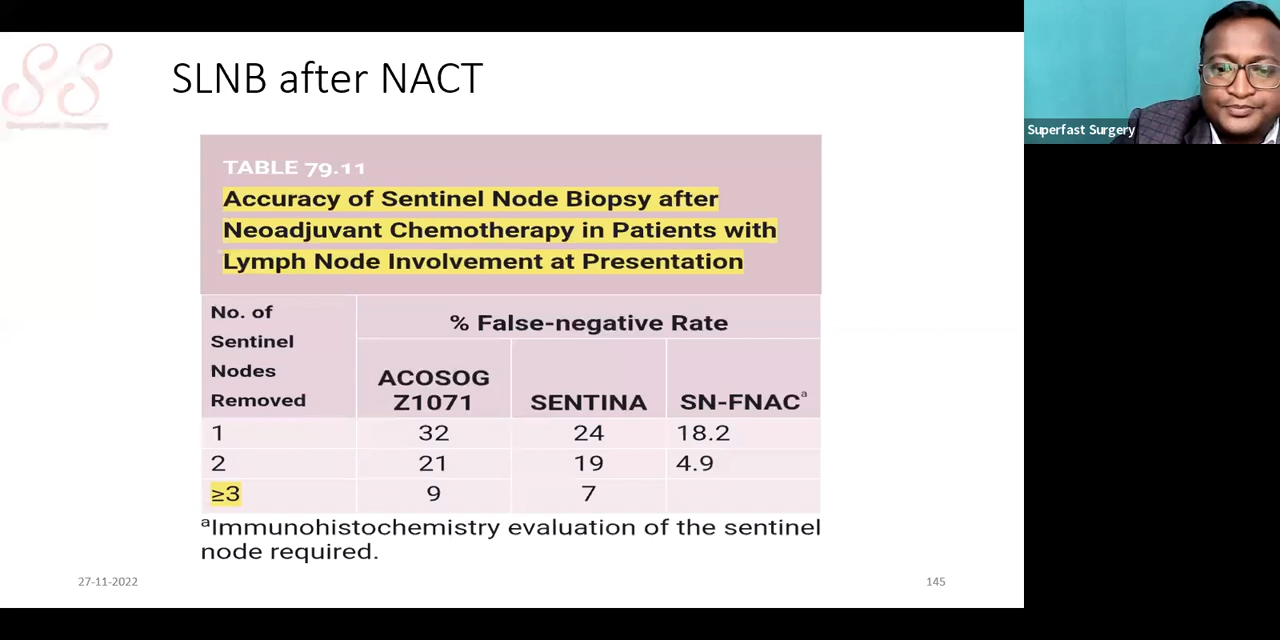 SS
Superfast Surgery
SLNB after NACT
TABLE 79.11
Accuracy of Sentinel Node Biopsy after
Neoadjuvant Chemotherapy in Patients with
Lymph Node Involvement at Presentation
No. of
Sentinel
Nodes
Removed
% False-negative Rate
ACOSOG
Z1071
SENTINA
SN-FNACᵃ
1 32 24 18.2
2 21 19 4.9
≥3 9 7
ᵃImmunohistochemistry evaluation of the sentinel
node required.
27-11-2022
145
Superfast Surgery